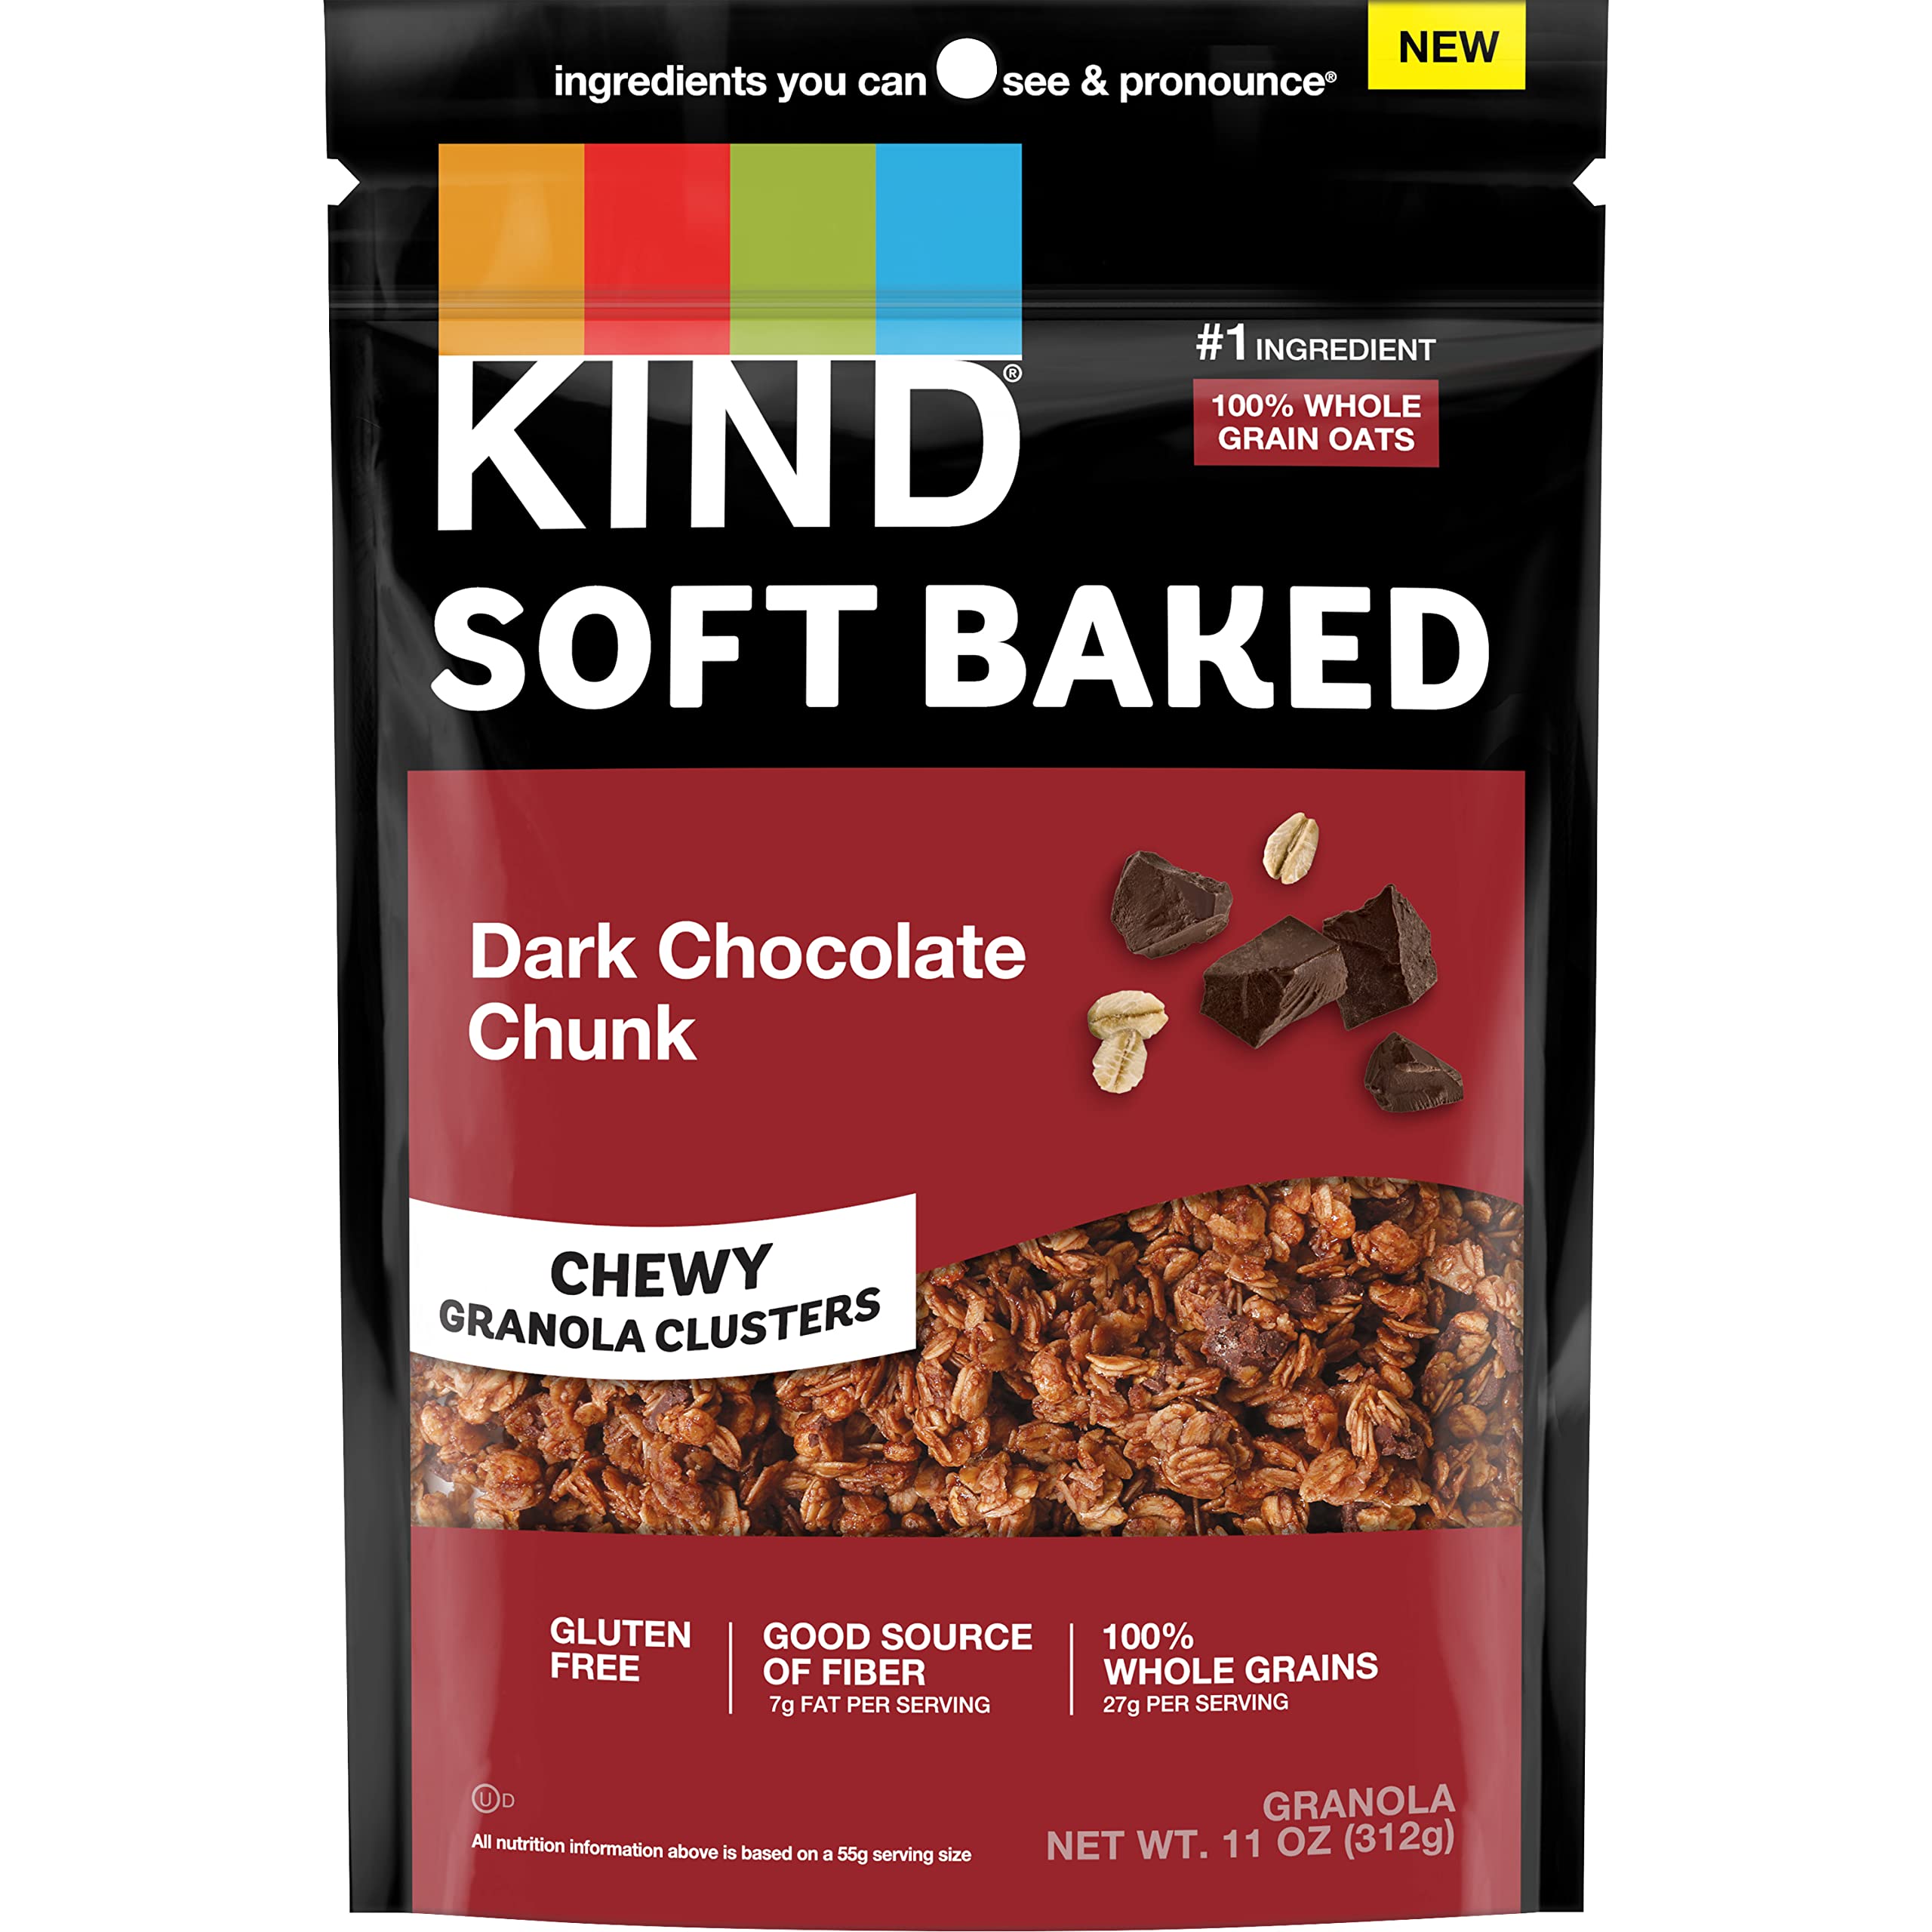 ingredients you can see & pronounce®
NEW
KIND®
#1 INGREDIENT
100% WHOLE
GRAIN OATS
SOFT BAKED
Dark Chocolate
Chunk
CHEWY
GRANOLA CLUSTERS
GLUTEN
FREE
GOOD SOURCE
OF FIBER
7g FAT PER SERVING
100%
WHOLE GRAINS
27g PER SERVING
U D
All nutrition information above is based on a 55g serving size
GRANOLA
NET WT. 11 OZ (312g)